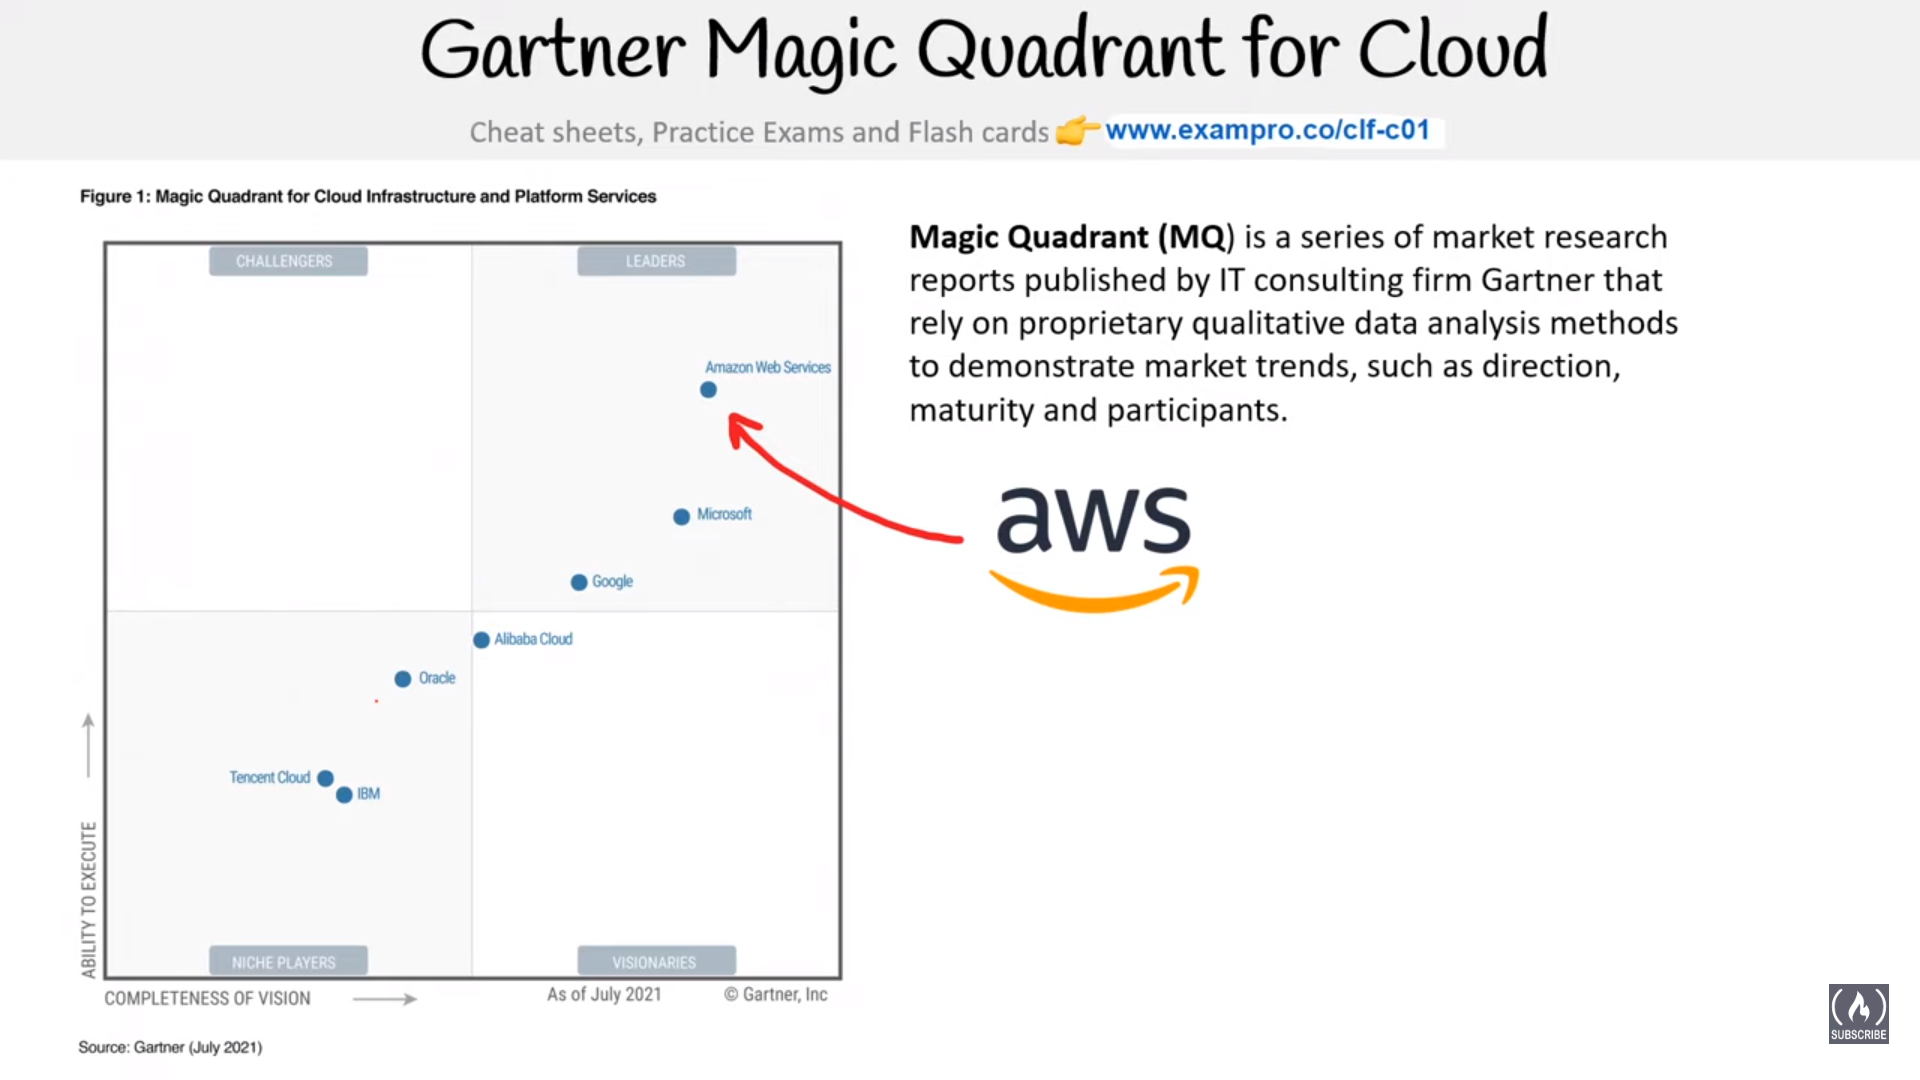 Gartner Magic Quadrant for Cloud
Cheat sheets, Practice Exams and Flash cards 👉 www.exampro.co/clf-c01
Figure 1: Magic Quadrant for Cloud Infrastructure and Platform Services
CHALLENGERS
LEADERS
Amazon Web Services
Microsoft
Google
Alibaba Cloud
Oracle
Tencent Cloud
IBM
NICHE PLAYERS
VISIONARIES
ABILITY TO EXECUTE
COMPLETENESS OF VISION
As of July 2021
© Gartner, Inc
Source: Gartner (July 2021)
Magic Quadrant (MQ) is a series of market research
reports published by IT consulting firm Gartner that
rely on proprietary qualitative data analysis methods
to demonstrate market trends, such as direction,
maturity and participants.
aws
SUBSCRIBE